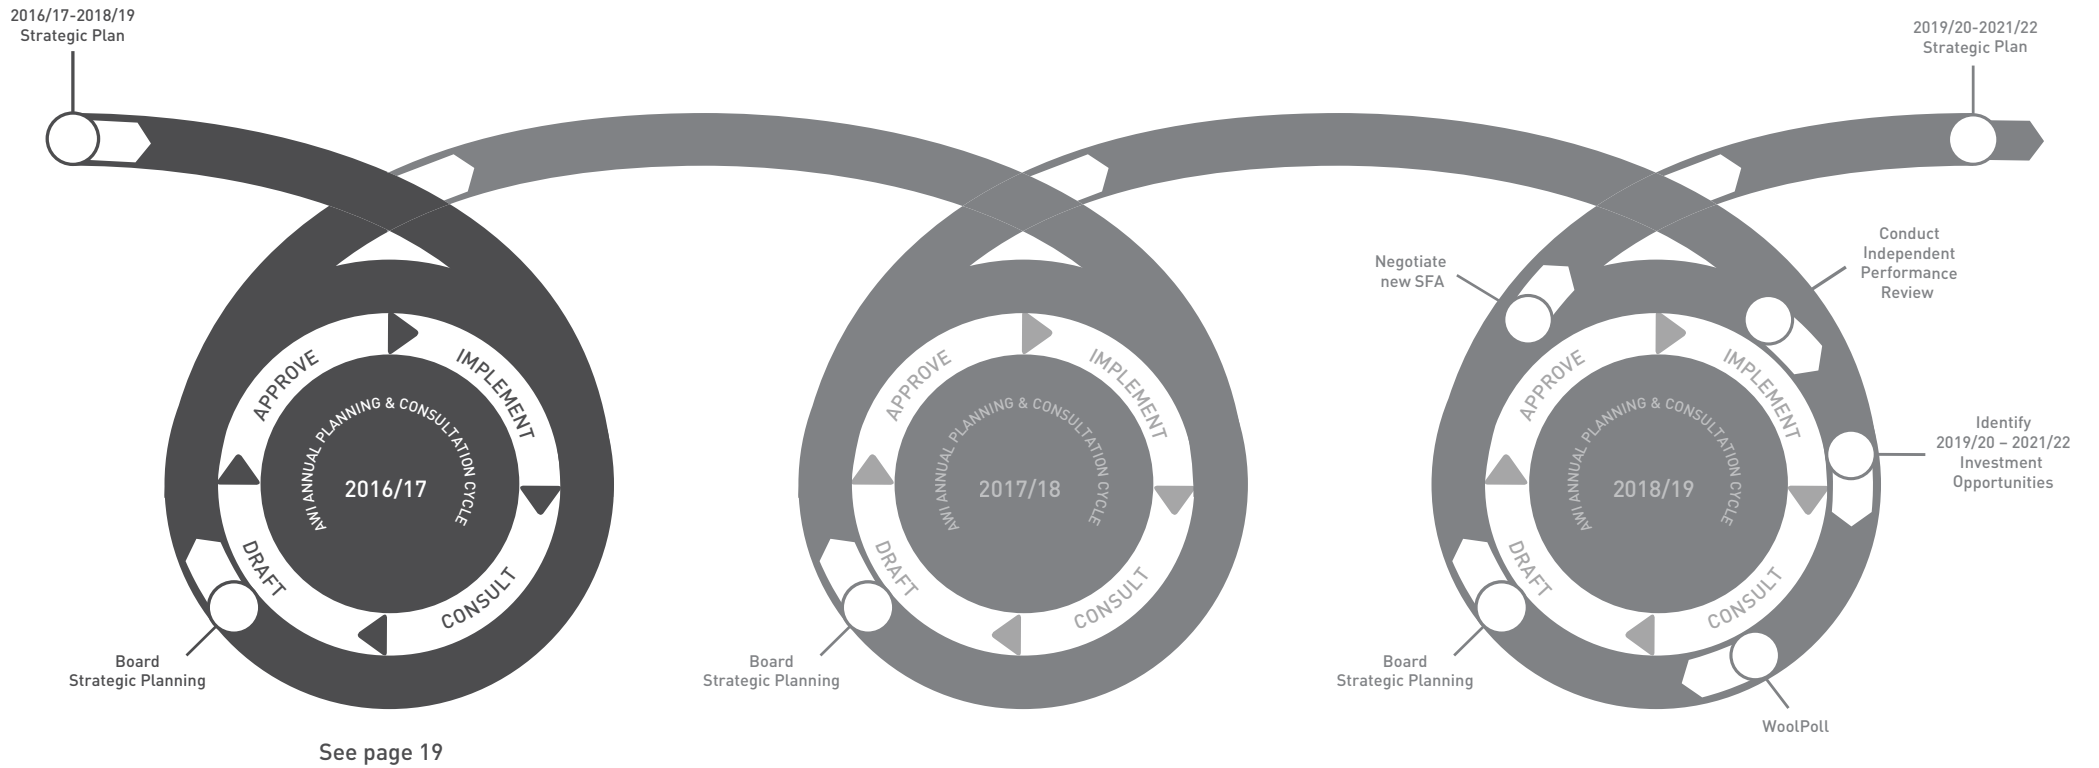 2016/17-2018/19
Strategic Plan
2019/20-2021/22
Strategic Plan
APPROVE
IMPLEMENT
CONSULT
DRAFT
AWI ANNUAL PLANNING & CONSULTATION CYCLE
2016/17
Board
Strategic Planning
See page 19
APPROVE
IMPLEMENT
CONSULT
DRAFT
AWI ANNUAL PLANNING & CONSULTATION CYCLE
2017/18
Board
Strategic Planning
Negotiate
new SFA
Conduct
Independent
Performance
Review
APPROVE
IMPLEMENT
CONSULT
DRAFT
AWI ANNUAL PLANNING & CONSULTATION CYCLE
2018/19
Identify
2019/20 – 2021/22
Investment
Opportunities
Board
Strategic Planning
WoolPoll